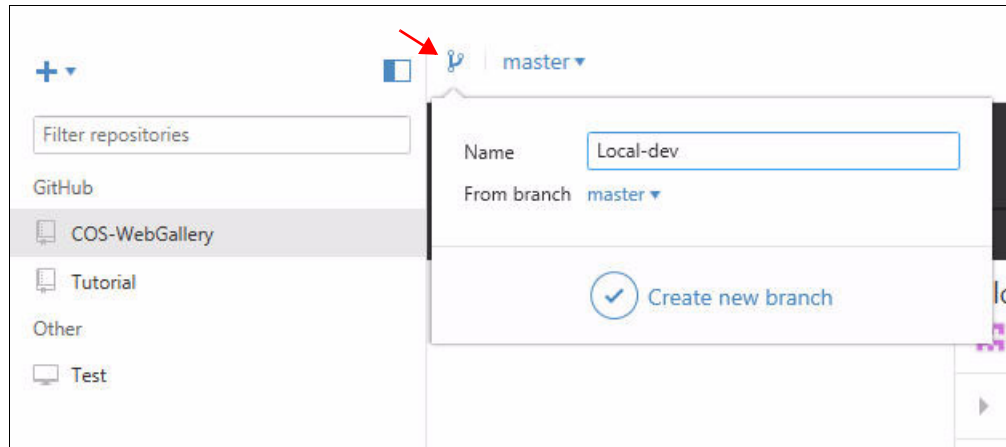 master
Filter repositories
GitHub
COS-WebGallery
Tutorial
Other
Test
Name Local-dev
From branch master
Create new branch